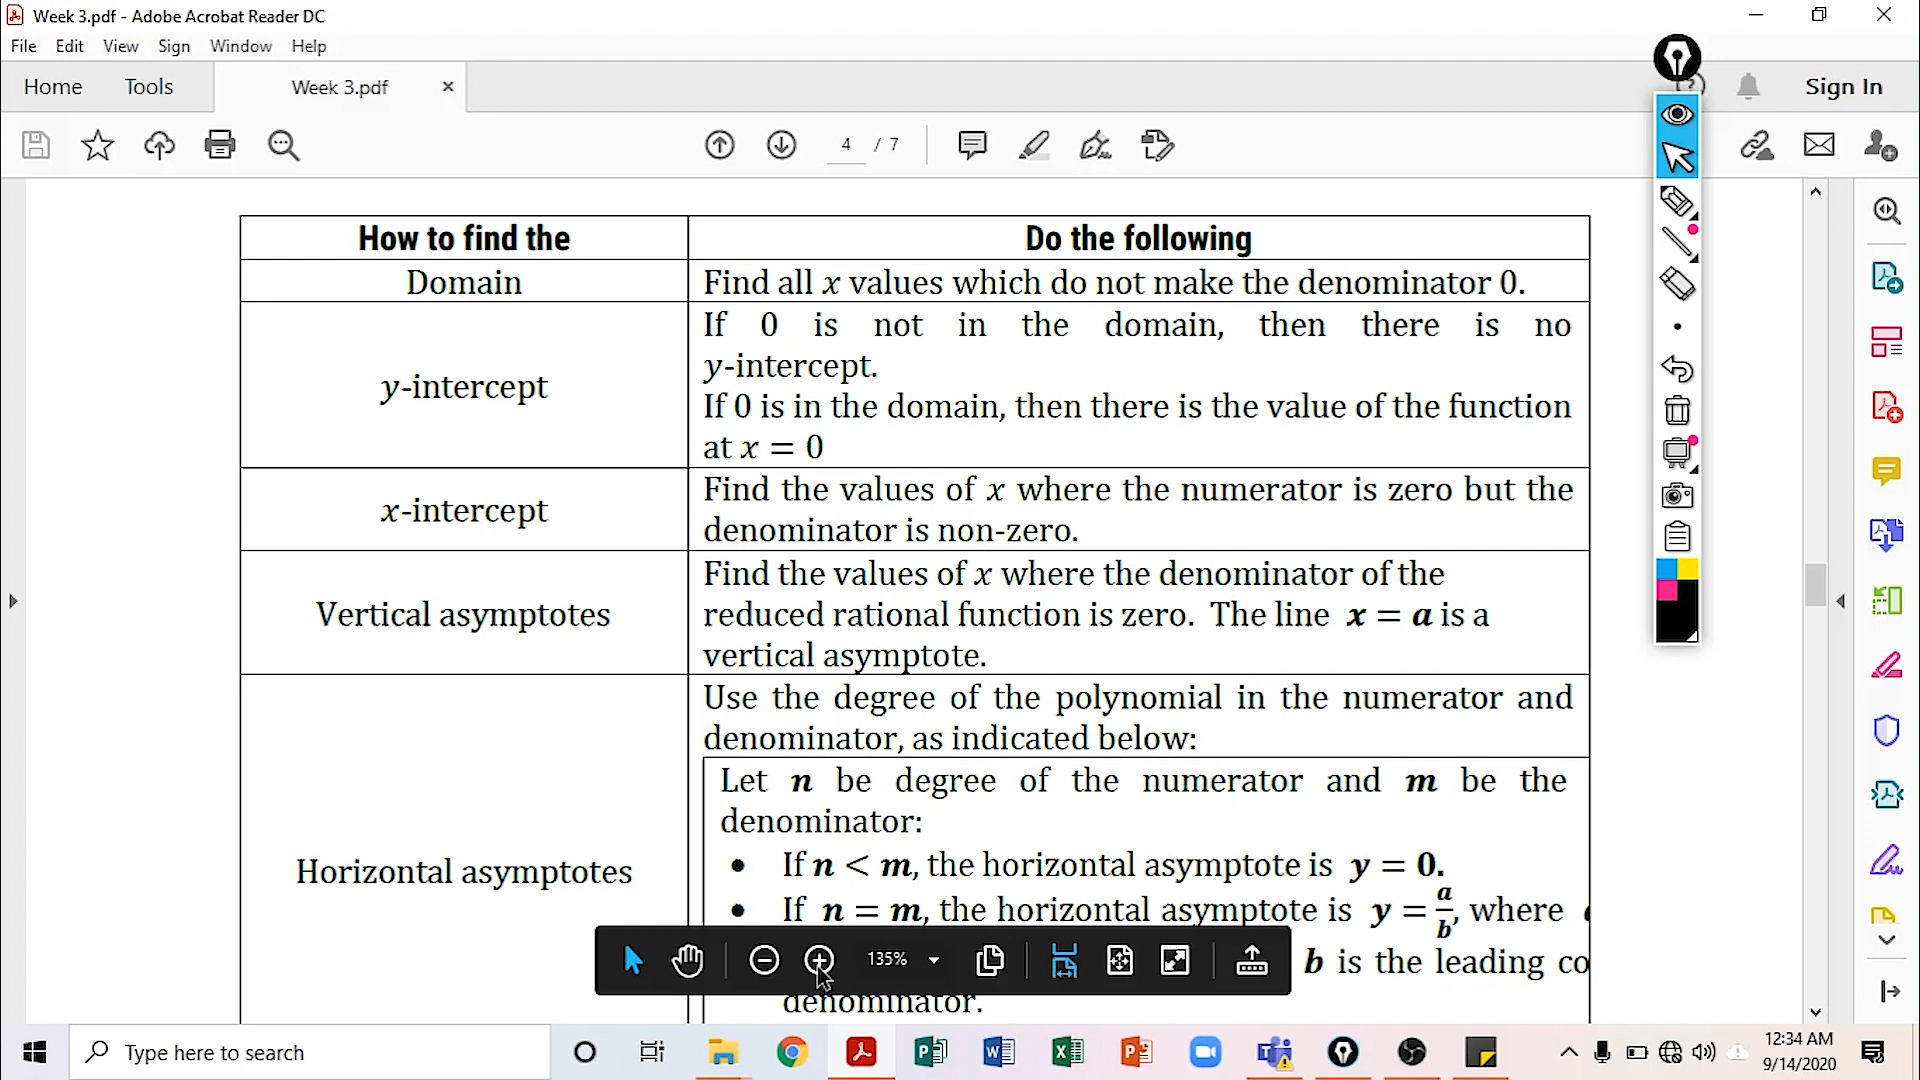 Week 3.pdf - Adobe Acrobat Reader DC
File Edit View Sign Window Help
Home Tools Week 3.pdf × Sign In
4 / 7
How to find the Do the following
Domain Find all x values which do not make the denominator 0.
y-intercept
If 0 is not in the domain, then there is no
y-intercept.
If 0 is in the domain, then there is the value of the function
at x = 0
x-intercept
Find the values of x where the numerator is zero but the
denominator is non-zero.
Vertical asymptotes
Find the values of x where the denominator of the
reduced rational function is zero. The line x = a is a
vertical asymptote.
Horizontal asymptotes
Use the degree of the polynomial in the numerator and
denominator, as indicated below:
Let n be degree of the numerator and m be the
denominator:
• If n < m, the horizontal asymptote is y = 0.
• If n = m, the horizontal asymptote is y = a/b, where
b is the leading co
denominator.
135%
Type here to search
12:34 AM
9/14/2020